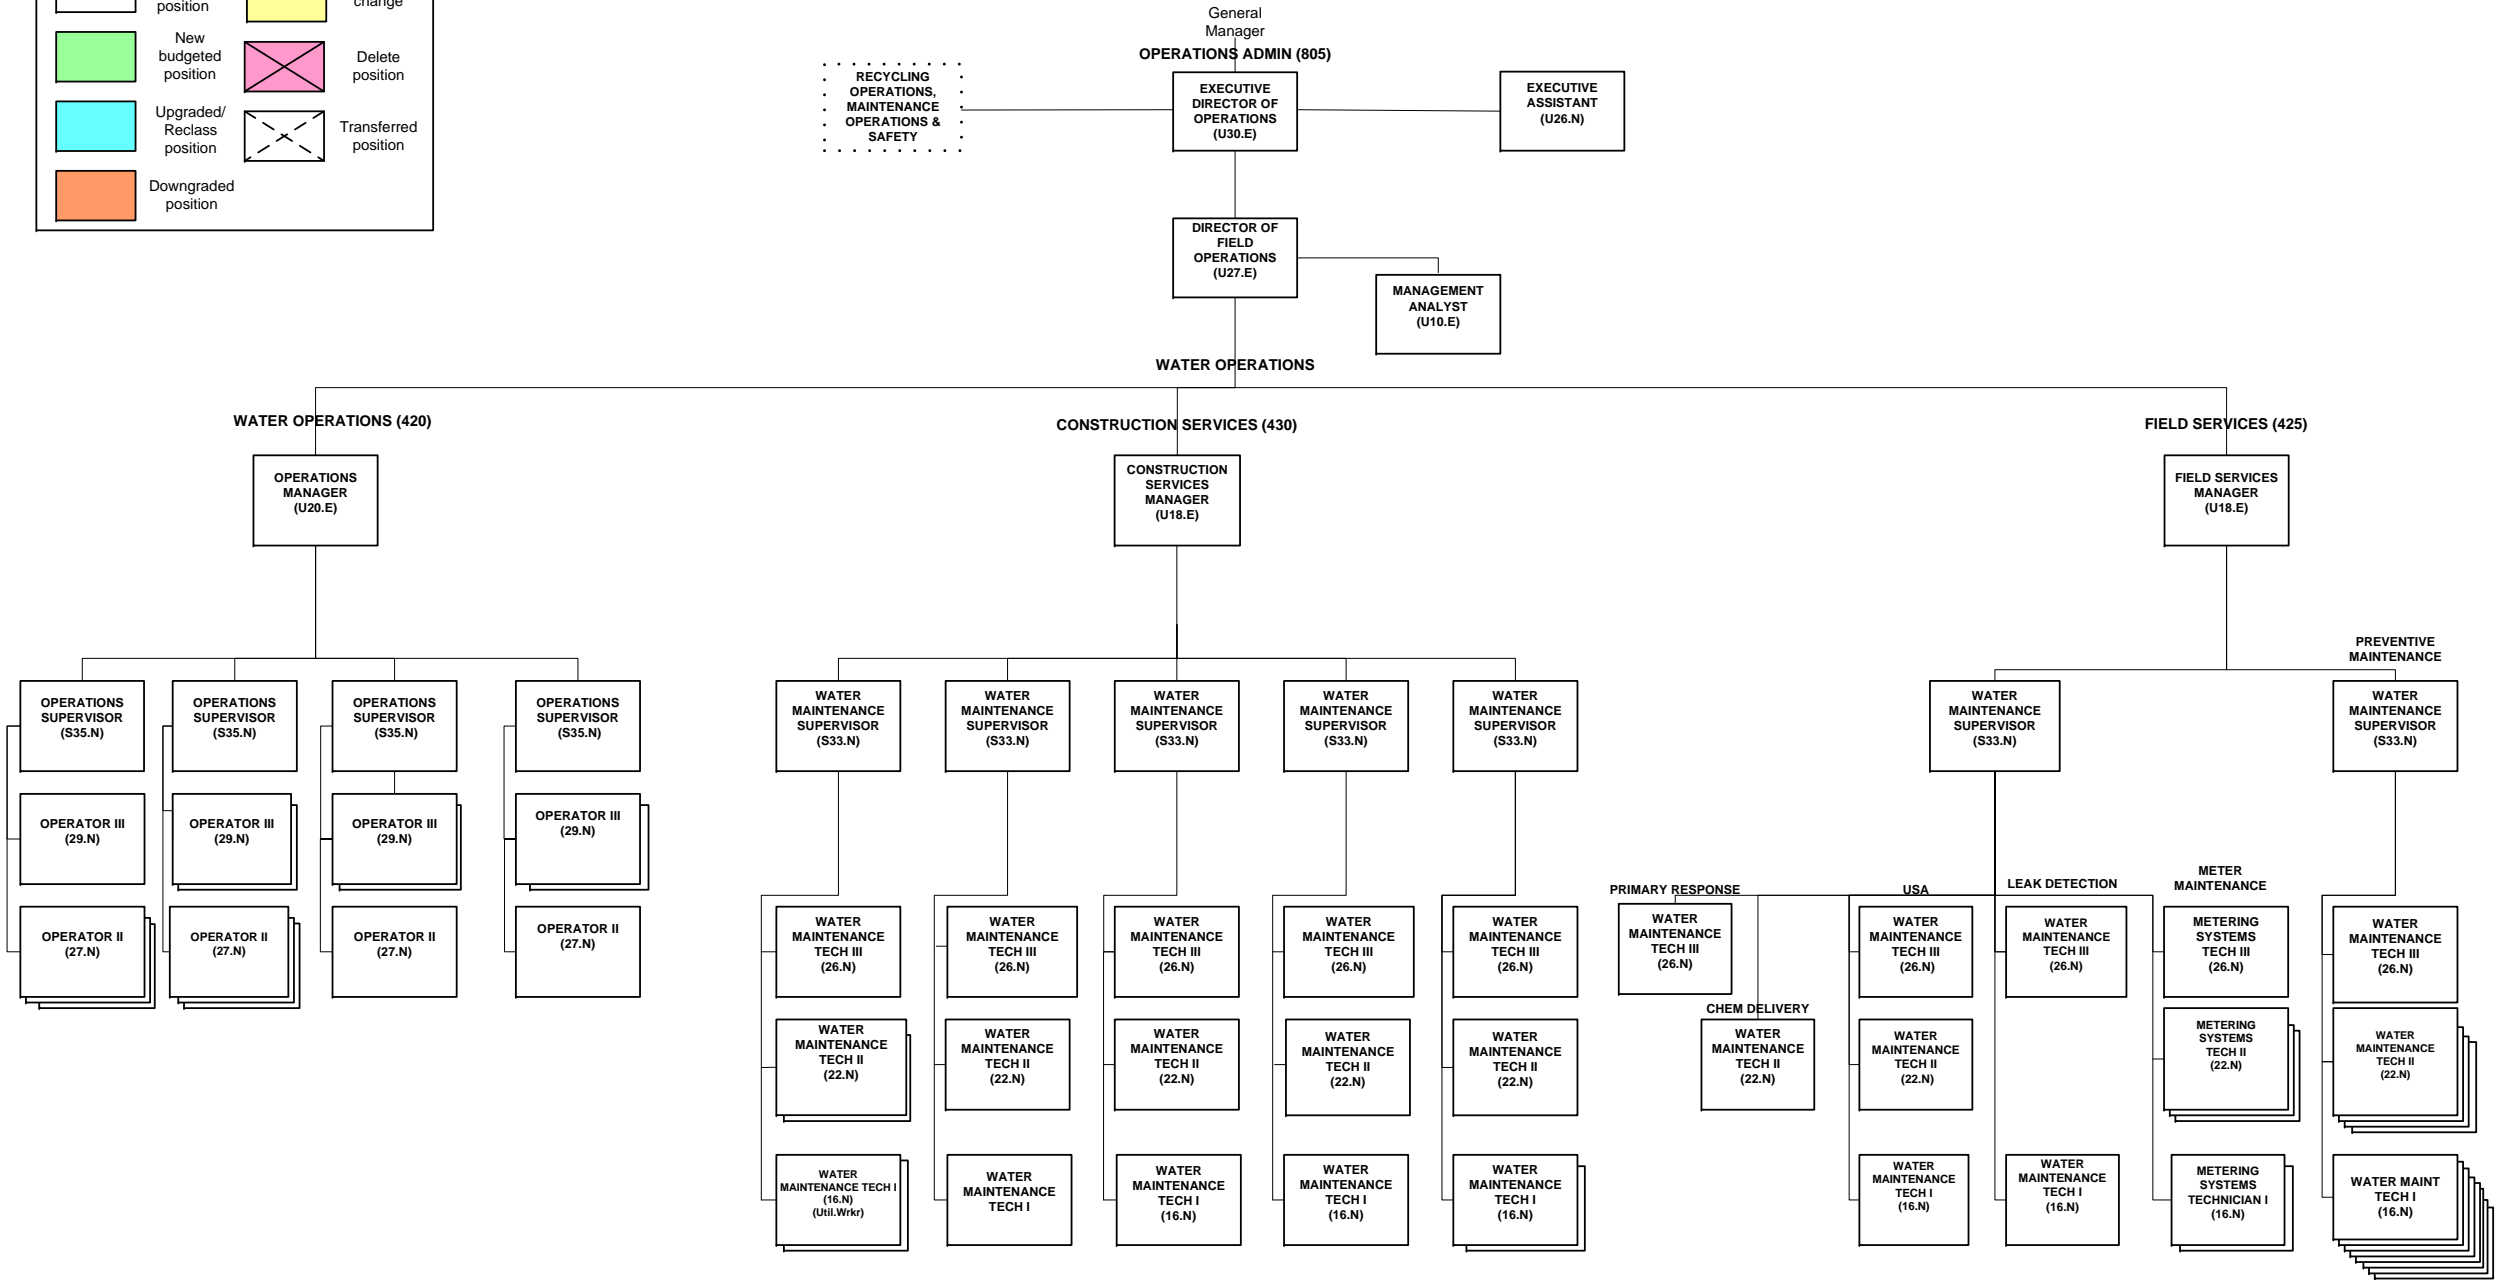 position
change
New
budgeted
position
Delete
position
Upgraded/
Reclass
position
Transferred
position
Downgraded
position
General
Manager
OPERATIONS ADMIN (805)
RECYCLING
OPERATIONS,
MAINTENANCE
OPERATIONS &
SAFETY
EXECUTIVE
DIRECTOR OF
OPERATIONS
(U30.E)
EXECUTIVE
ASSISTANT
(U26.N)
DIRECTOR OF
FIELD
OPERATIONS
(U27.E)
MANAGEMENT
ANALYST
(U10.E)
WATER OPERATIONS
WATER OPERATIONS (420)
CONSTRUCTION SERVICES (430)
FIELD SERVICES (425)
OPERATIONS
MANAGER
(U20.E)
CONSTRUCTION
SERVICES
MANAGER
(U18.E)
FIELD SERVICES
MANAGER
(U18.E)
OPERATIONS
SUPERVISOR
(S35.N)
OPERATIONS
SUPERVISOR
(S35.N)
OPERATIONS
SUPERVISOR
(S35.N)
OPERATIONS
SUPERVISOR
(S35.N)
OPERATOR III
(29.N)
OPERATOR III
(29.N)
OPERATOR III
(29.N)
OPERATOR III
(29.N)
OPERATOR II
(27.N)
OPERATOR II
(27.N)
OPERATOR II
(27.N)
OPERATOR II
(27.N)
WATER
MAINTENANCE
SUPERVISOR
(S33.N)
WATER
MAINTENANCE
SUPERVISOR
(S33.N)
WATER
MAINTENANCE
SUPERVISOR
(S33.N)
WATER
MAINTENANCE
SUPERVISOR
(S33.N)
WATER
MAINTENANCE
SUPERVISOR
(S33.N)
WATER
MAINTENANCE
TECH III
(26.N)
WATER
MAINTENANCE
TECH III
(26.N)
WATER
MAINTENANCE
TECH III
(26.N)
WATER
MAINTENANCE
TECH III
(26.N)
WATER
MAINTENANCE
TECH III
(26.N)
WATER
MAINTENANCE
TECH II
(22.N)
WATER
MAINTENANCE
TECH II
(22.N)
WATER
MAINTENANCE
TECH II
(22.N)
WATER
MAINTENANCE
TECH II
(22.N)
WATER
MAINTENANCE
TECH II
(22.N)
WATER
MAINTENANCE TECH I
(16.N)
(Util.Wrkr)
WATER
MAINTENANCE
TECH I
WATER
MAINTENANCE
TECH I
(16.N)
WATER
MAINTENANCE
TECH I
(16.N)
WATER
MAINTENANCE
TECH I
(16.N)
PREVENTIVE
MAINTENANCE
WATER
MAINTENANCE
SUPERVISOR
(S33.N)
WATER
MAINTENANCE
SUPERVISOR
(S33.N)
PRIMARY RESPONSE
USA
LEAK DETECTION
METER
MAINTENANCE
WATER
MAINTENANCE
TECH III
(26.N)
WATER
MAINTENANCE
TECH III
(26.N)
WATER
MAINTENANCE
TECH III
(26.N)
METERING
SYSTEMS
TECH III
(26.N)
WATER
MAINTENANCE
TECH III
(26.N)
CHEM DELIVERY
WATER
MAINTENANCE
TECH II
(22.N)
WATER
MAINTENANCE
TECH II
(22.N)
METERING
SYSTEMS
TECH II
(22.N)
WATER
MAINTENANCE
TECH II
(22.N)
WATER
MAINTENANCE
TECH I
(16.N)
WATER
MAINTENANCE
TECH I
(16.N)
METERING
SYSTEMS
TECHNICIAN I
(16.N)
WATER MAINT
TECH I
(16.N)